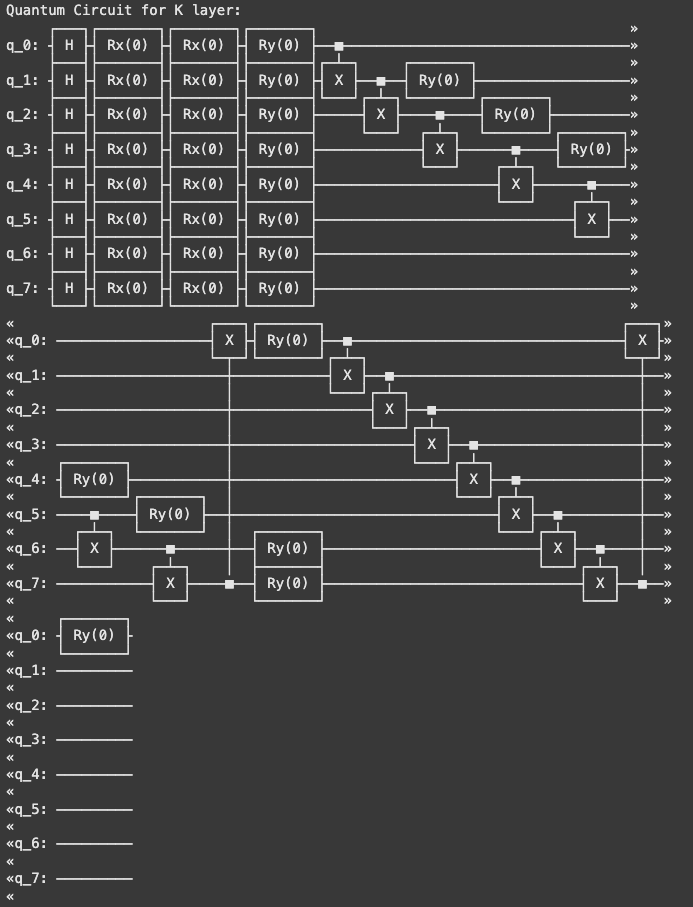 Quantum Circuit for K layer:
»
q_0: H Rx(0) Rx(0) Ry(0) »
»
q_1: H Rx(0) Rx(0) Ry(0) X Ry(0) »
»
q_2: H Rx(0) Rx(0) Ry(0) X Ry(0) »
»
q_3: H Rx(0) Rx(0) Ry(0) X Ry(0) »
»
q_4: H Rx(0) Rx(0) Ry(0) X »
»
q_5: H Rx(0) Rx(0) Ry(0) X »
»
q_6: H Rx(0) Rx(0) Ry(0) »
»
q_7: H Rx(0) Rx(0) Ry(0) »
»
« »
«q_0: X Ry(0) X »
« »
«q_1: X »
« »
«q_2: X »
« »
«q_3: X »
« »
«q_4: Ry(0) X »
« »
«q_5: Ry(0) X »
« »
«q_6: X Ry(0) X »
« »
«q_7: X Ry(0) X »
« »
«
«q_0: Ry(0)
«
«q_1:
«
«q_2:
«
«q_3:
«
«q_4:
«
«q_5:
«
«q_6:
«
«q_7:
«